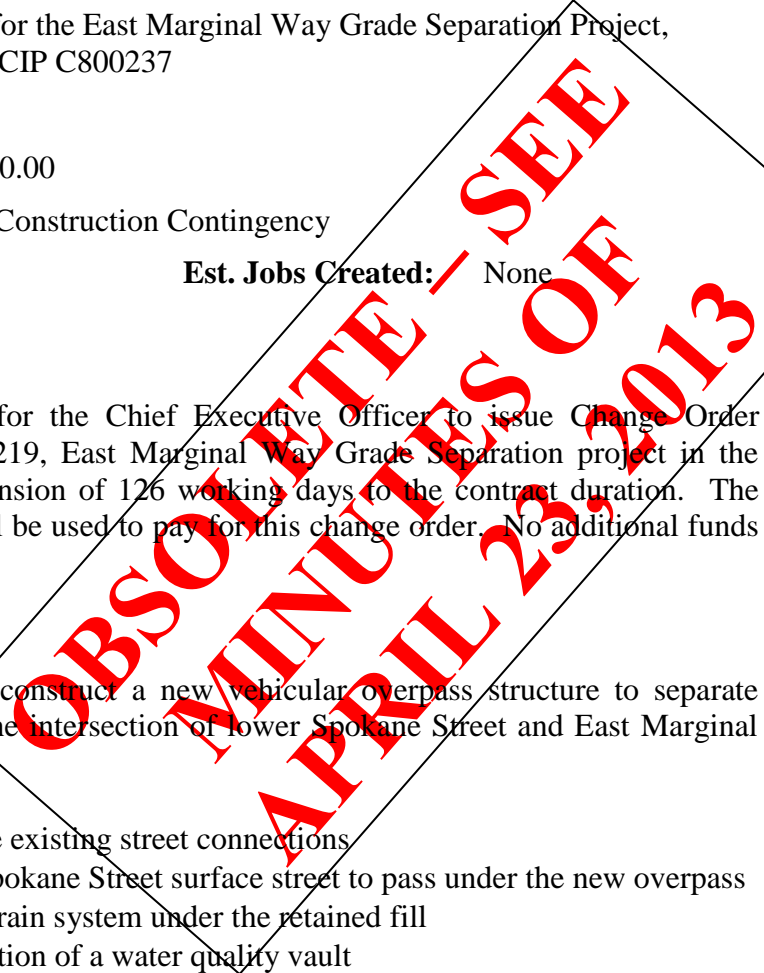 for the East Marginal Way Grade Separation Project,
CIP C800237
0.00
Construction Contingency
Est. Jobs Created: None
for the Chief Executive Officer to issue Change Order
219, East Marginal Way Grade Separation project in the
nsion of 126 working days to the contract duration. The
l be used to pay for this change order. No additional funds
construct a new vehicular overpass structure to separate
he intersection of lower Spokane Street and East Marginal
e existing street connections
pokane Street surface street to pass under the new overpass
rain system under the retained fill
tion of a water quality vault
OBSOLETE – SEE
MINUTES OF
APRIL 23, 2013